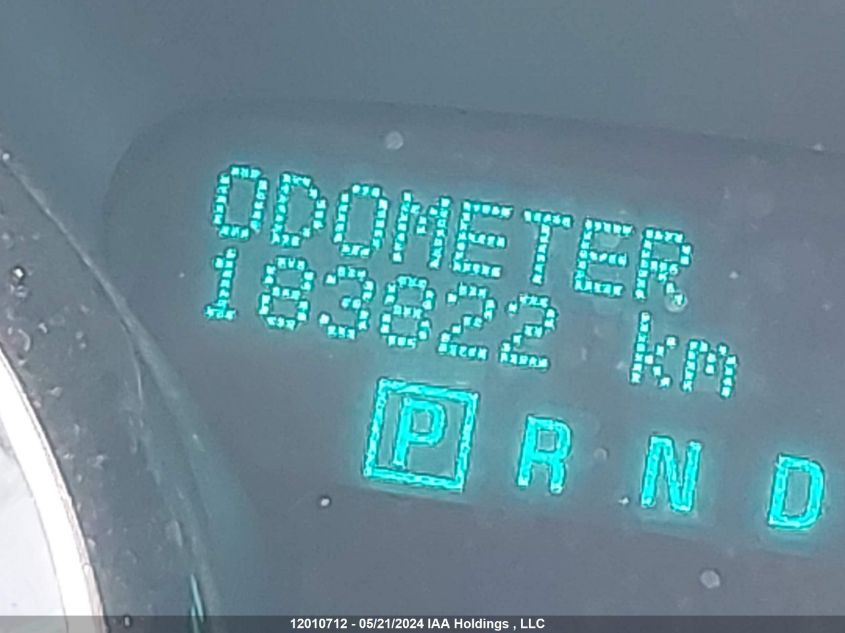 ODOMETER
183822 km
P R N D
12010712 - 05/21/2024 IAA Holdings , LLC